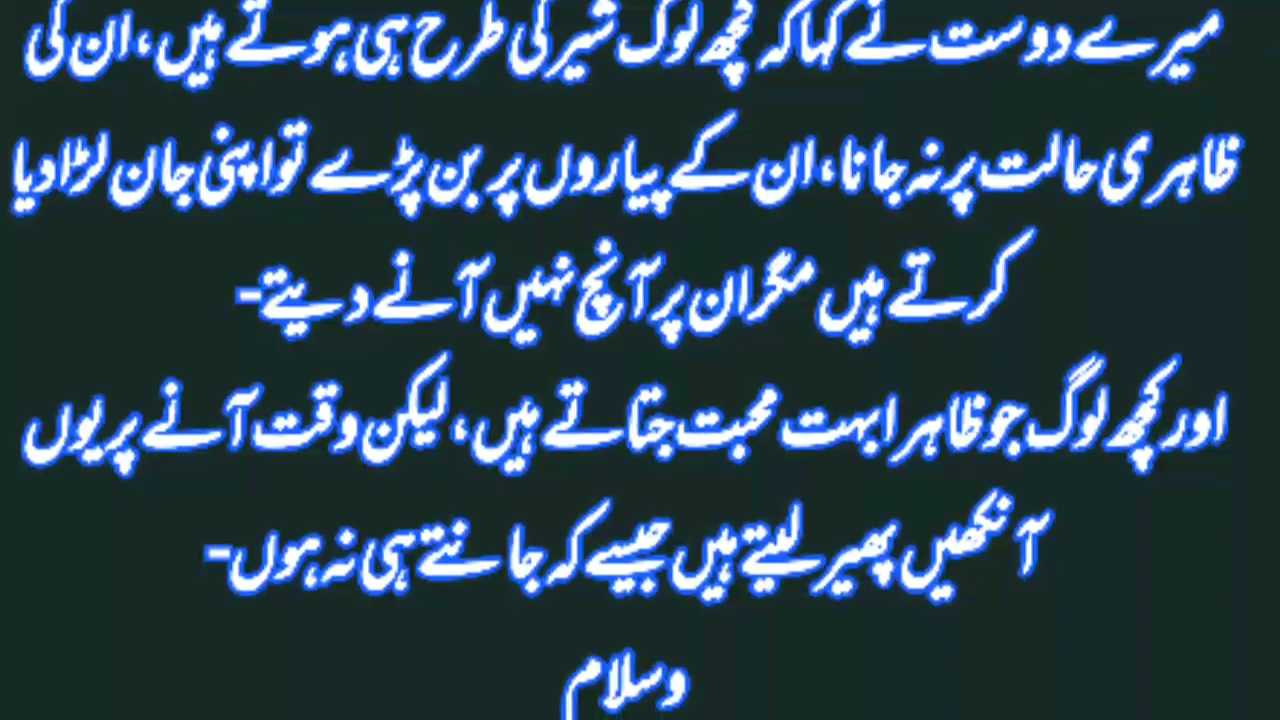 میرے دوست نے کہا کہ کچھ لوگ شیر کی طرح ہی ہوتے ہیں، ان کی
ظاہری حالت پر نہ جانا، ان کے پیاروں پر بن پڑے تو اپنی جان لڑا دیا
کرتے ہیں مگر ان پر آنچ نہیں آنے دیتے-
اور کچھ لوگ جو ظاہرا بہت محبت جتاتے ہیں، لیکن وقت آنے پر یوں
آنکھیں پھیر لیتے ہیں جیسے کہ جانتے ہی نہ ہوں-
وسلام